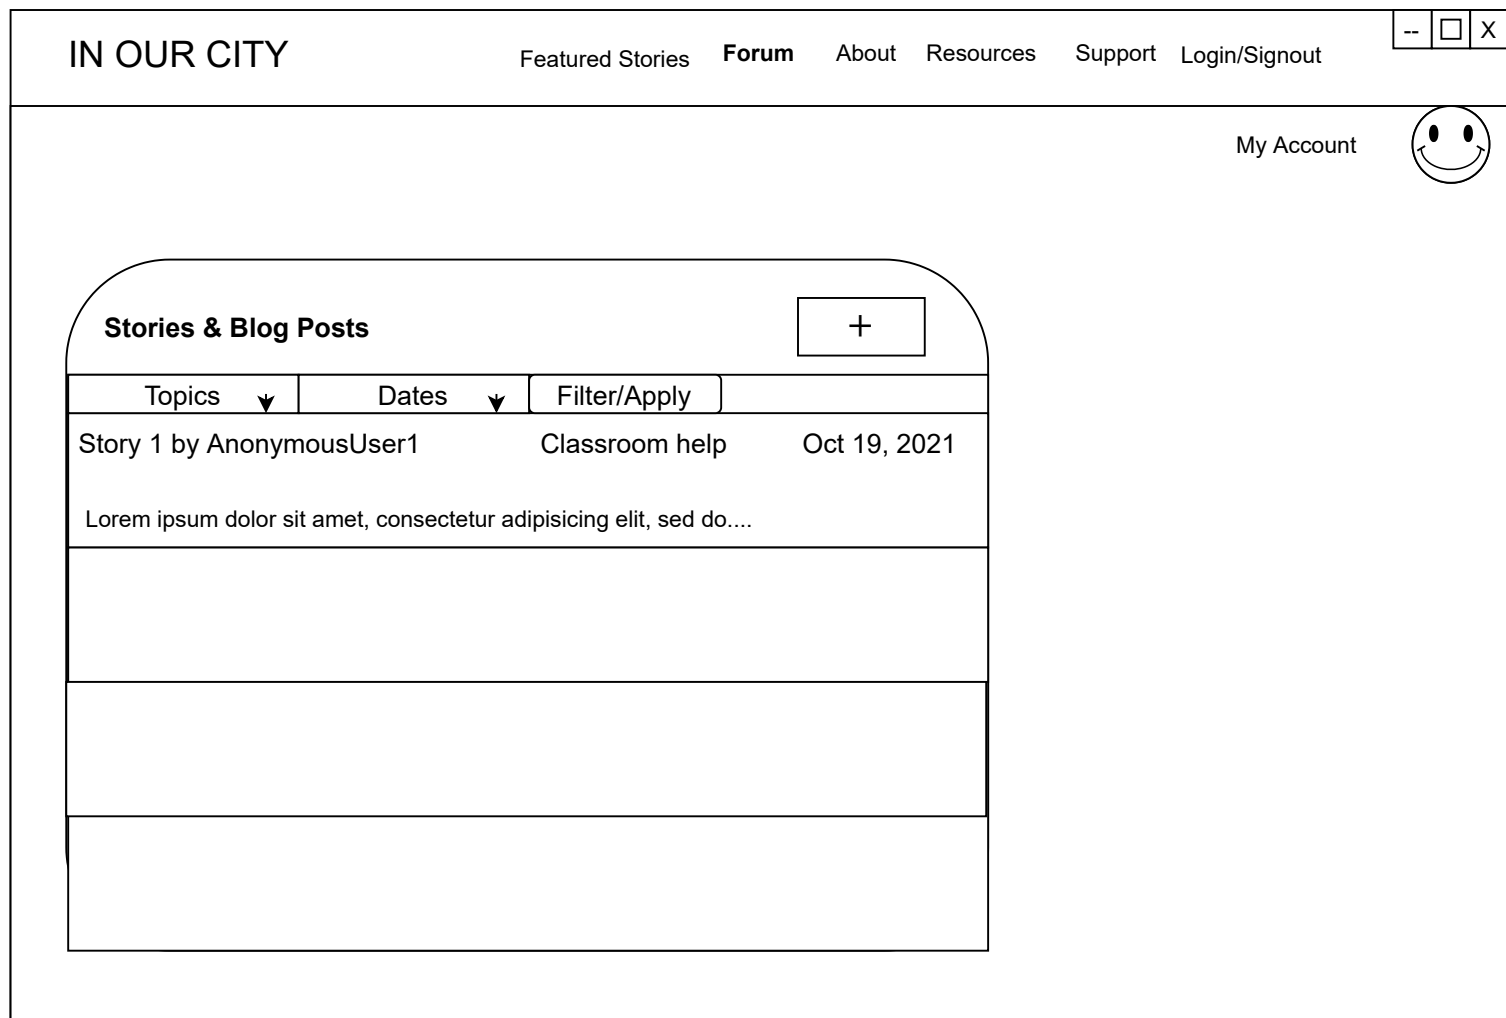 IN OUR CITY
Featured Stories Forum About Resources Support Login/Signout
-- X
My Account
Stories & Blog Posts
+
Topics Dates Filter/Apply
Story 1 by AnonymousUser1 Classroom help Oct 19, 2021
Lorem ipsum dolor sit amet, consectetur adipisicing elit, sed do....